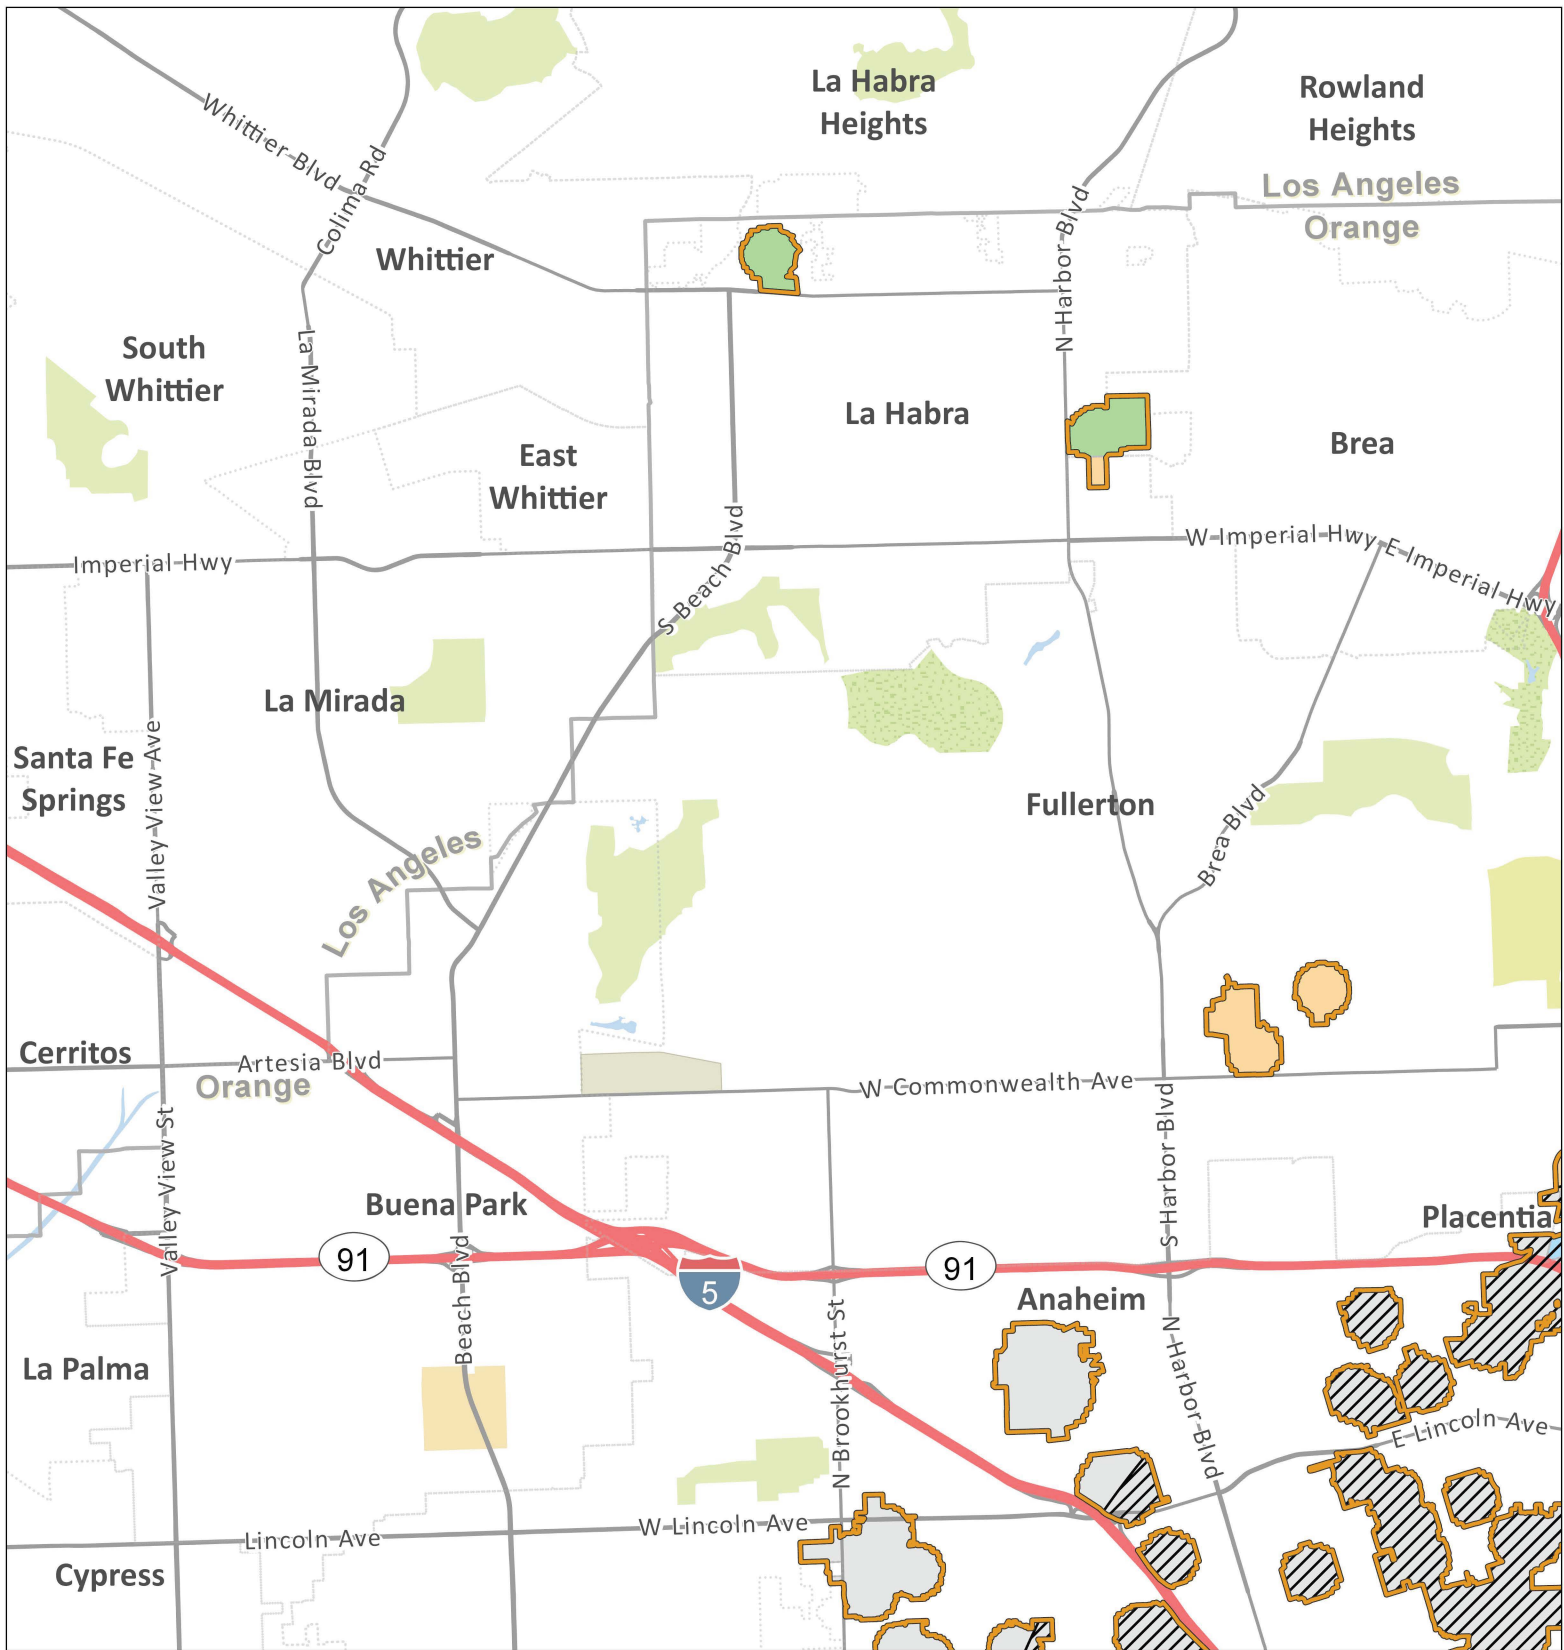 La Habra
Heights
Rowland
Heights
Whittier Blvd
Colima Rd
Los Angeles
Orange
N Harbor Blvd
Whittier
South
Whittier
La Mirada Blvd
La Habra
Brea
East
Whittier
Imperial Hwy
S Beach Blvd
W Imperial Hwy
E Imperial Hwy
La Mirada
Santa Fe
Springs
Valley View Ave
Fullerton
Brea Blvd
Los Angeles
Cerritos
Artesia Blvd
Orange
W Commonwealth Ave
Valley View St
S Harbor Blvd
Buena Park
Placentia
91
91
5
Beach Blvd
Anaheim
N Brookhurst St
N Harbor Blvd
La Palma
E Lincoln Ave
Lincoln Ave
W Lincoln Ave
Cypress